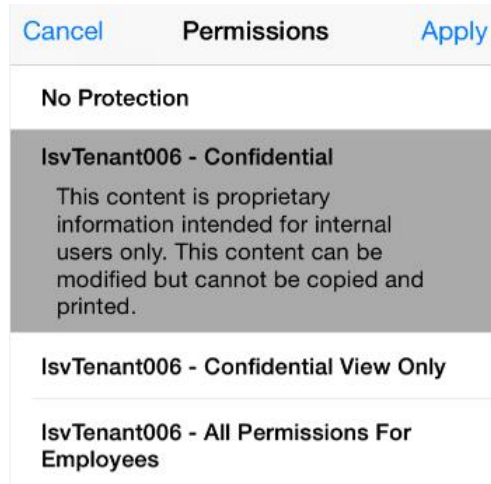 Cancel Permissions Apply
No Protection
IsvTenant006 - Confidential
This content is proprietary
information intended for internal
users only. This content can be
modified but cannot be copied and
printed.
IsvTenant006 - Confidential View Only
IsvTenant006 - All Permissions For
Employees